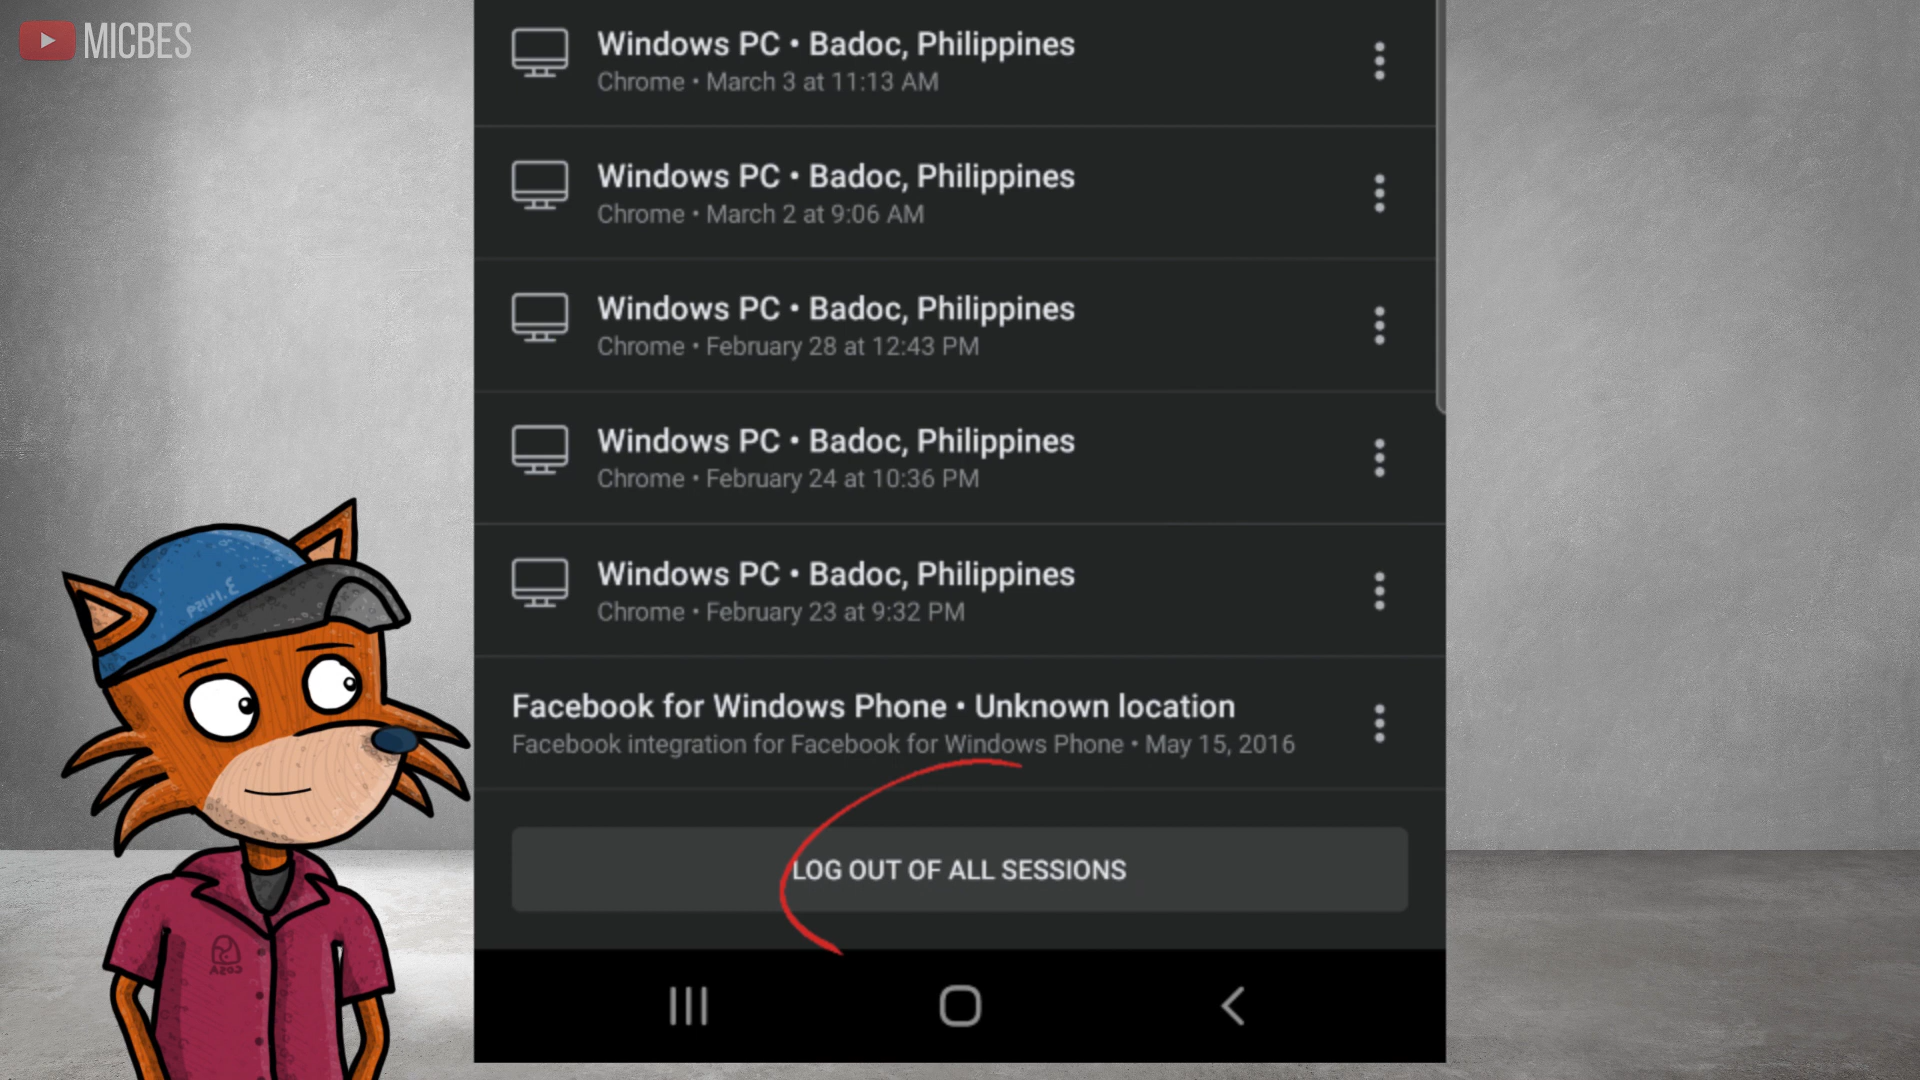 MICBES
Windows PC • Badoc, Philippines
Chrome • March 3 at 11:13 AM
Windows PC • Badoc, Philippines
Chrome • March 2 at 9:06 AM
Windows PC • Badoc, Philippines
Chrome • February 28 at 12:43 PM
Windows PC • Badoc, Philippines
Chrome • February 24 at 10:36 PM
Windows PC • Badoc, Philippines
Chrome • February 23 at 9:32 PM
Facebook for Windows Phone • Unknown location
Facebook integration for Facebook for Windows Phone • May 15, 2016
LOG OUT OF ALL SESSIONS